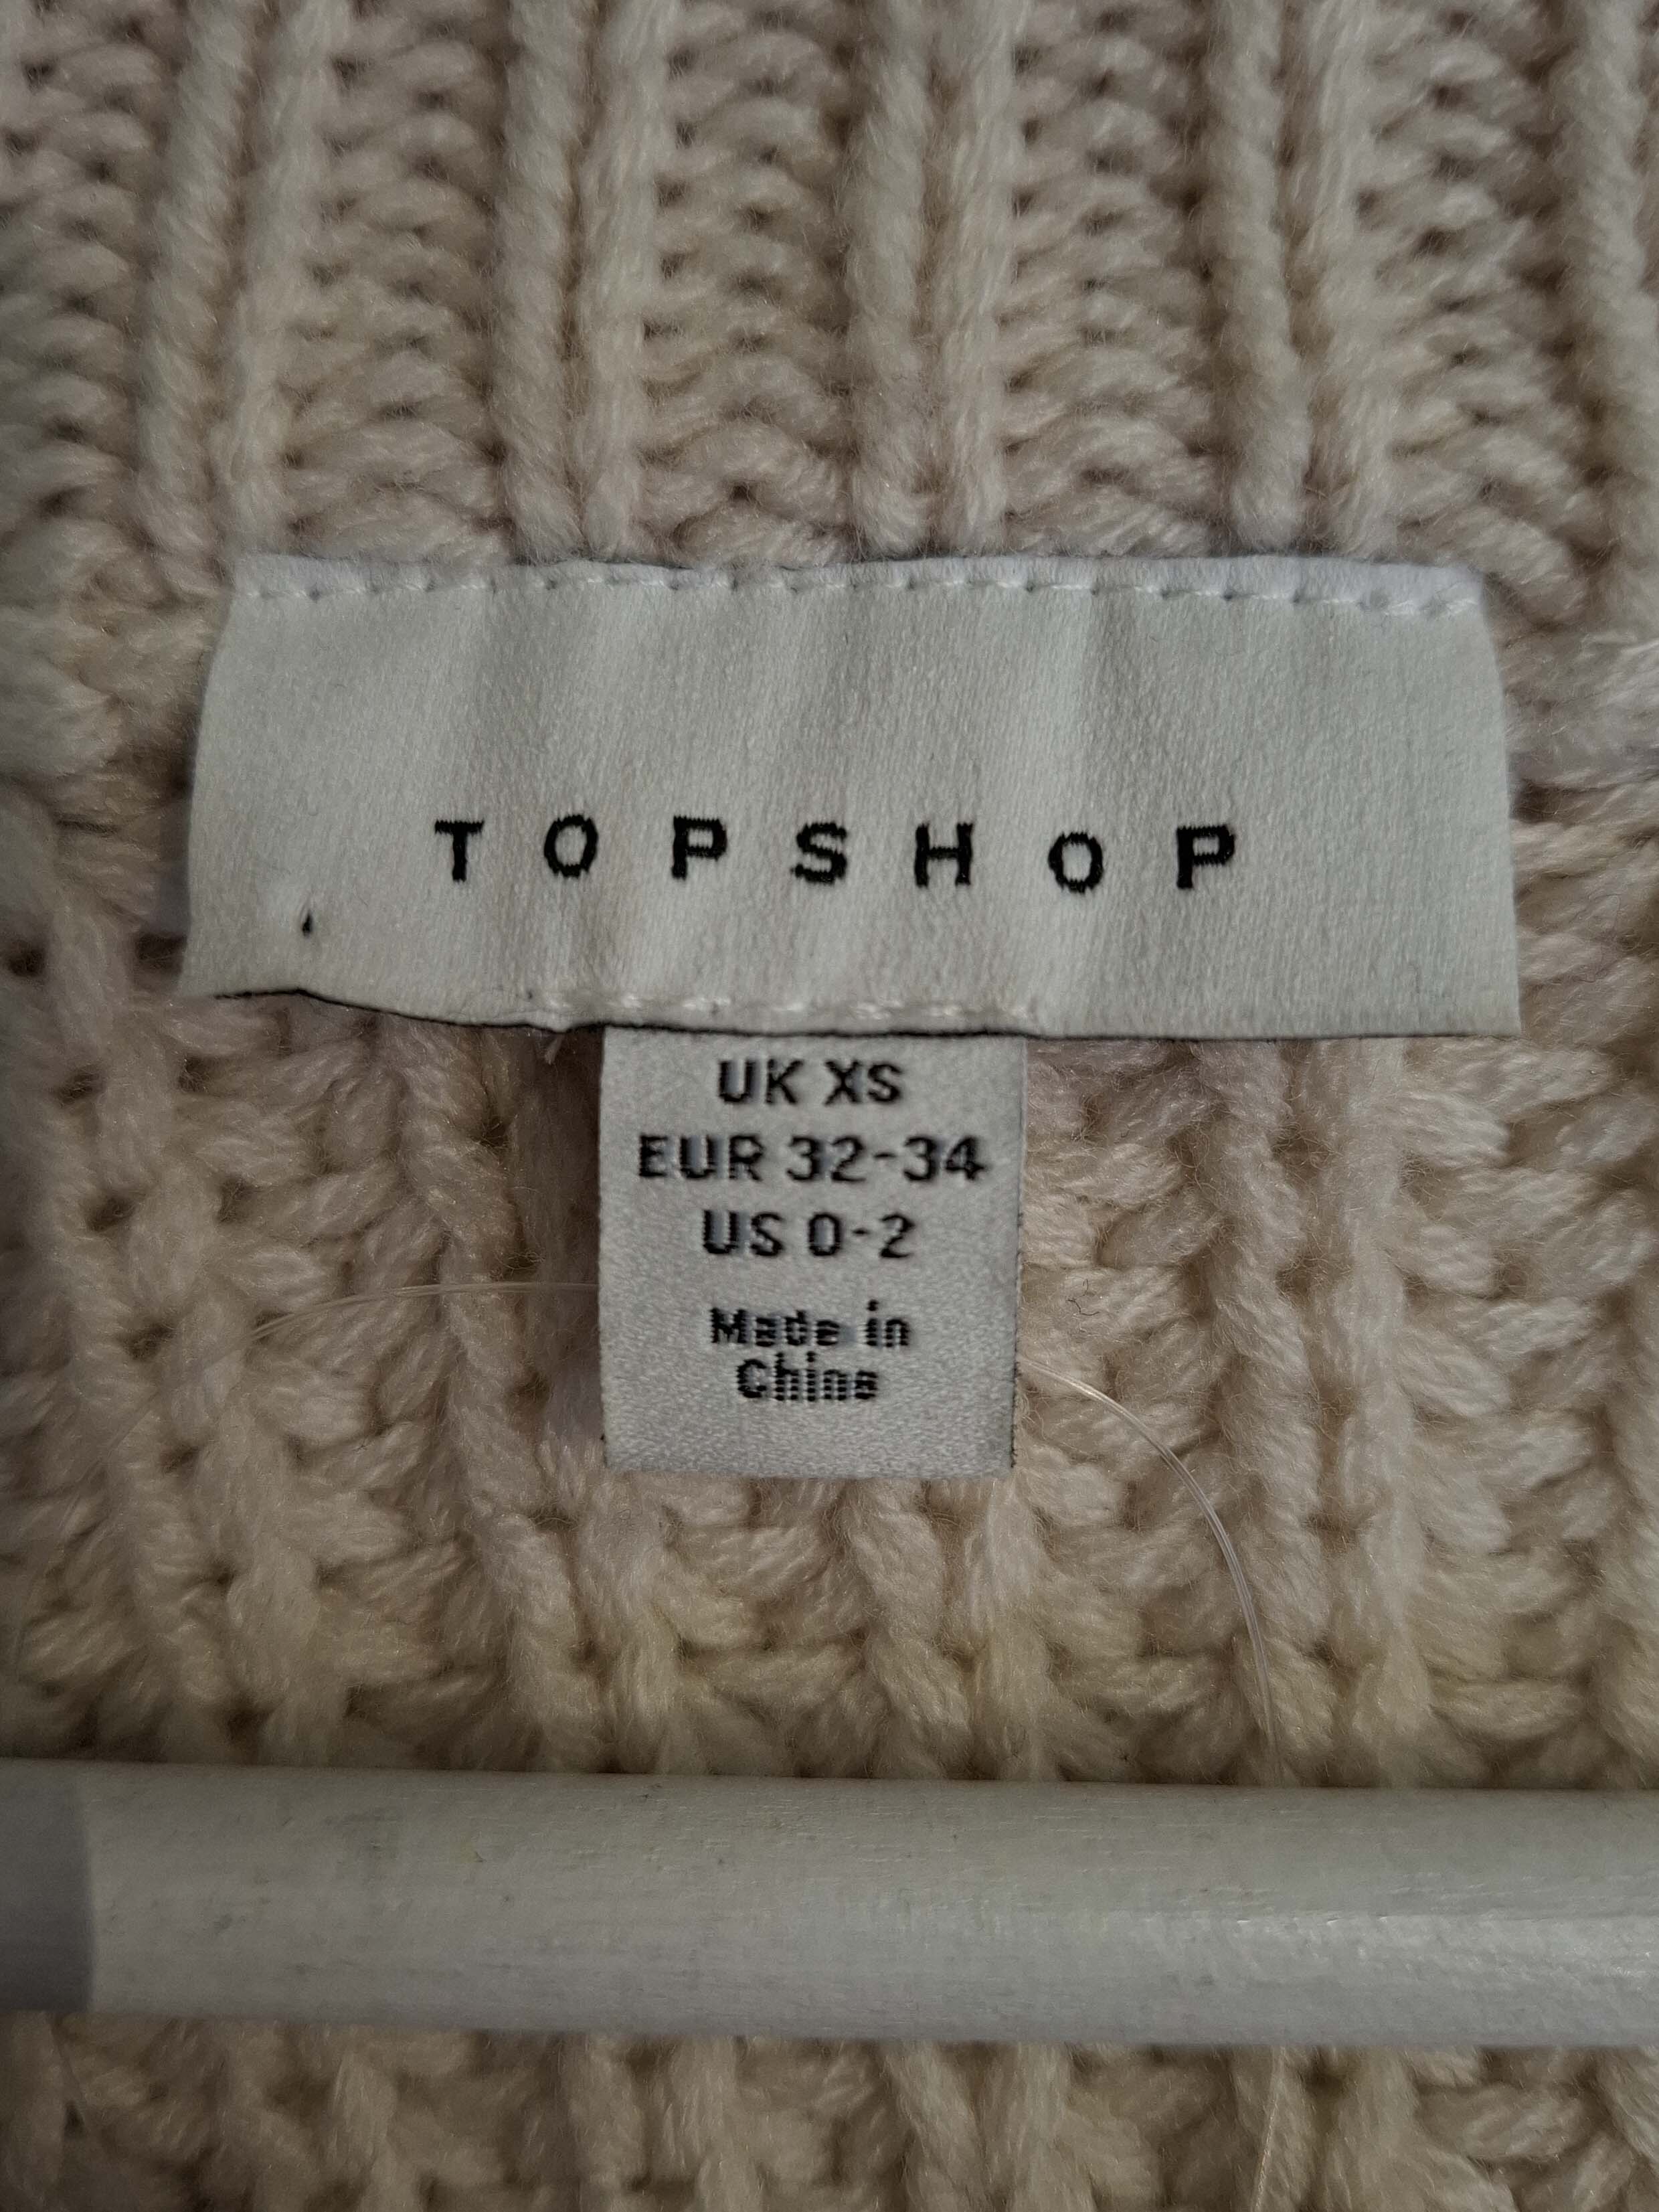 TOPSHOP
UK XS
EUR 32-34
US 0-2
Made in
China